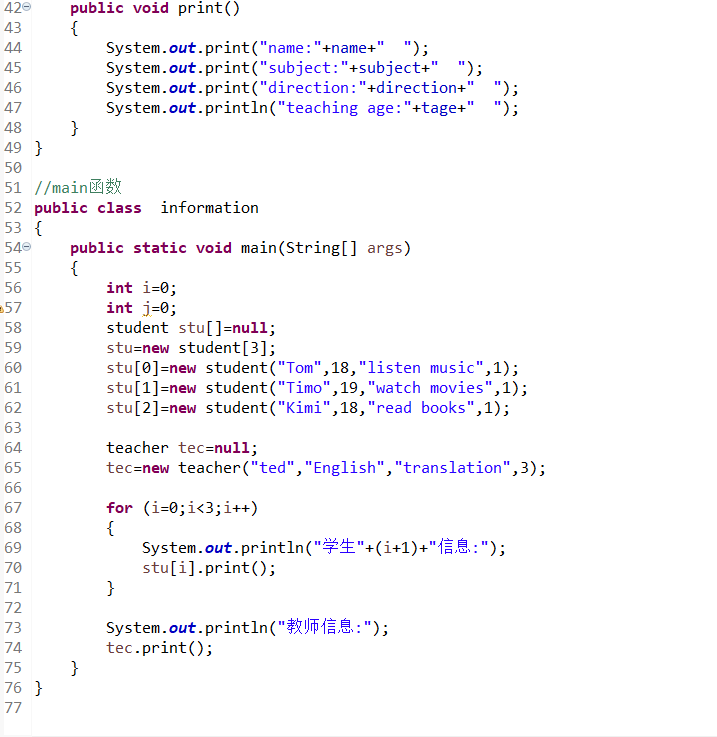 42 public void print()
43 {
44 System.out.print("name:"+name+"  ");
45 System.out.print("subject:"+subject+"  ");
46 System.out.print("direction:"+direction+"  ");
47 System.out.println("teaching age:"+tage+"  ");
48 }
49 }
50
51 //main函数
52 public class  information
53 {
54 public static void main(String[] args)
55 {
56 int i=0;
57 int j=0;
58 student stu[]=null;
59 stu=new student[3];
60 stu[0]=new student("Tom",18,"listen music",1);
61 stu[1]=new student("Timo",19,"watch movies",1);
62 stu[2]=new student("Kimi",18,"read books",1);
63
64 teacher tec=null;
65 tec=new teacher("ted","English","translation",3);
66
67 for (i=0;i<3;i++)
68 {
69 System.out.println("学生"+(i+1)+"信息:");
70 stu[i].print();
71 }
72
73 System.out.println("教师信息:");
74 tec.print();
75 }
76 }
77